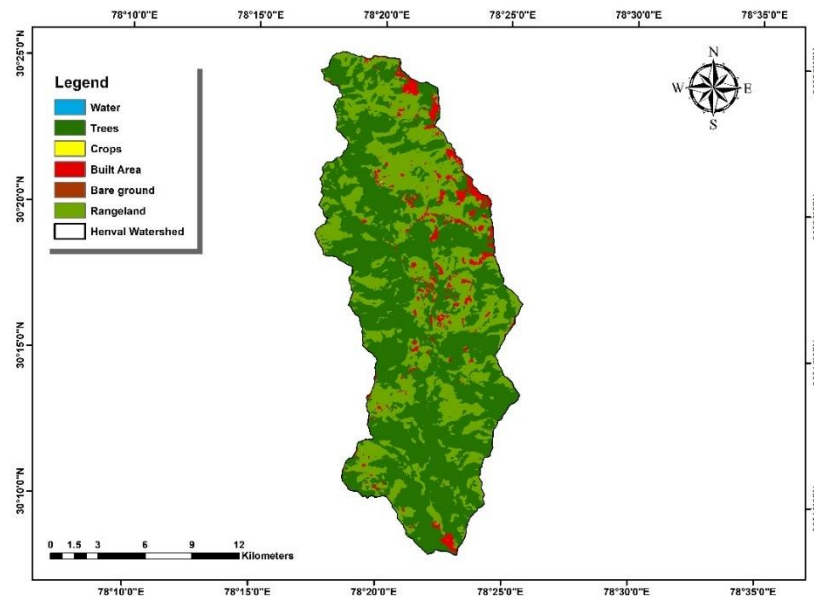 78°10'0"E 78°15'0"E 78°20'0"E 78°25'0"E 78°30'0"E 78°35'0"E
30°25'0"N
30°20'0"N
30°15'0"N
30°10'0"N
Legend
Water
Trees
Crops
Built Area
Bare ground
Rangeland
Henval Watershed
N
W E
S
0 1.5 3 6 9 12
Kilometers
78°10'0"E 78°15'0"E 78°20'0"E 78°25'0"E 78°30'0"E 78°35'0"E